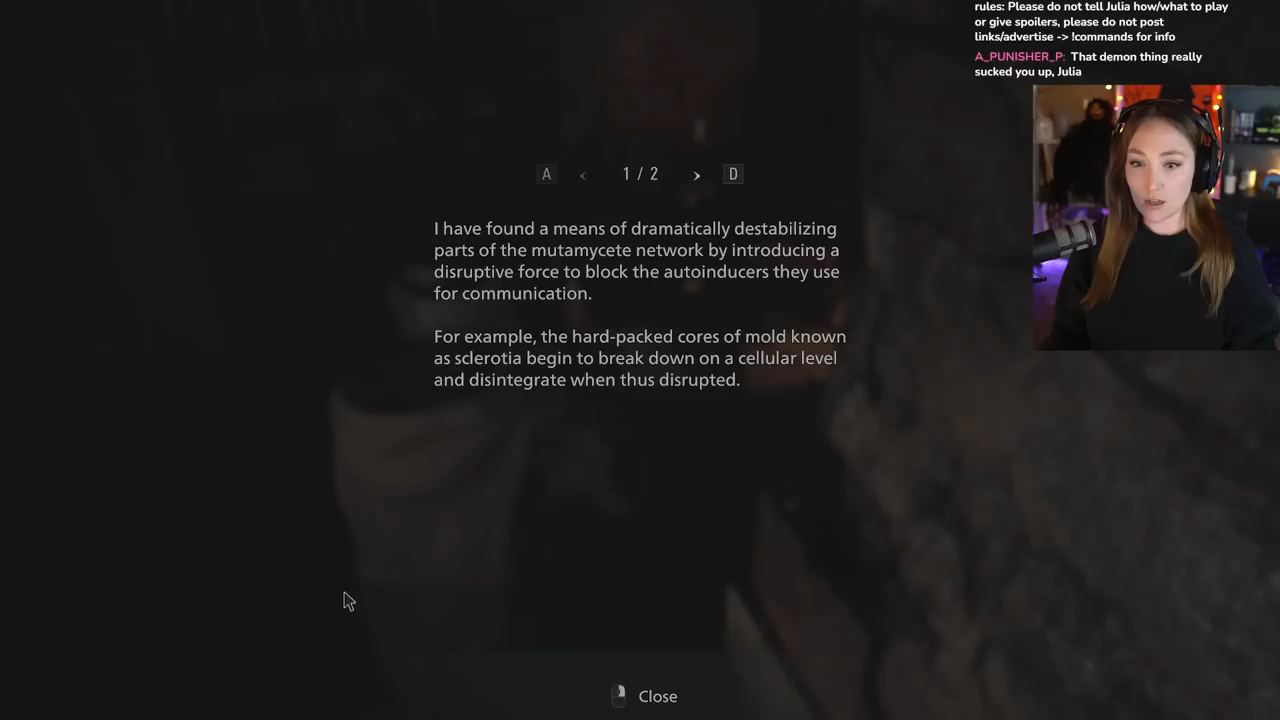 rules: Please do not tell Julia how/what to play
or give spoilers, please do not post
links/advertise -> !commands for info
A_PUNISHER_P: That demon thing really
sucked you up, Julia
A < 1 / 2 > D
I have found a means of dramatically destabilizing
parts of the mutamycete network by introducing a
disruptive force to block the autoinducers they use
for communication.
For example, the hard-packed cores of mold known
as sclerotia begin to break down on a cellular level
and disintegrate when thus disrupted.
Close